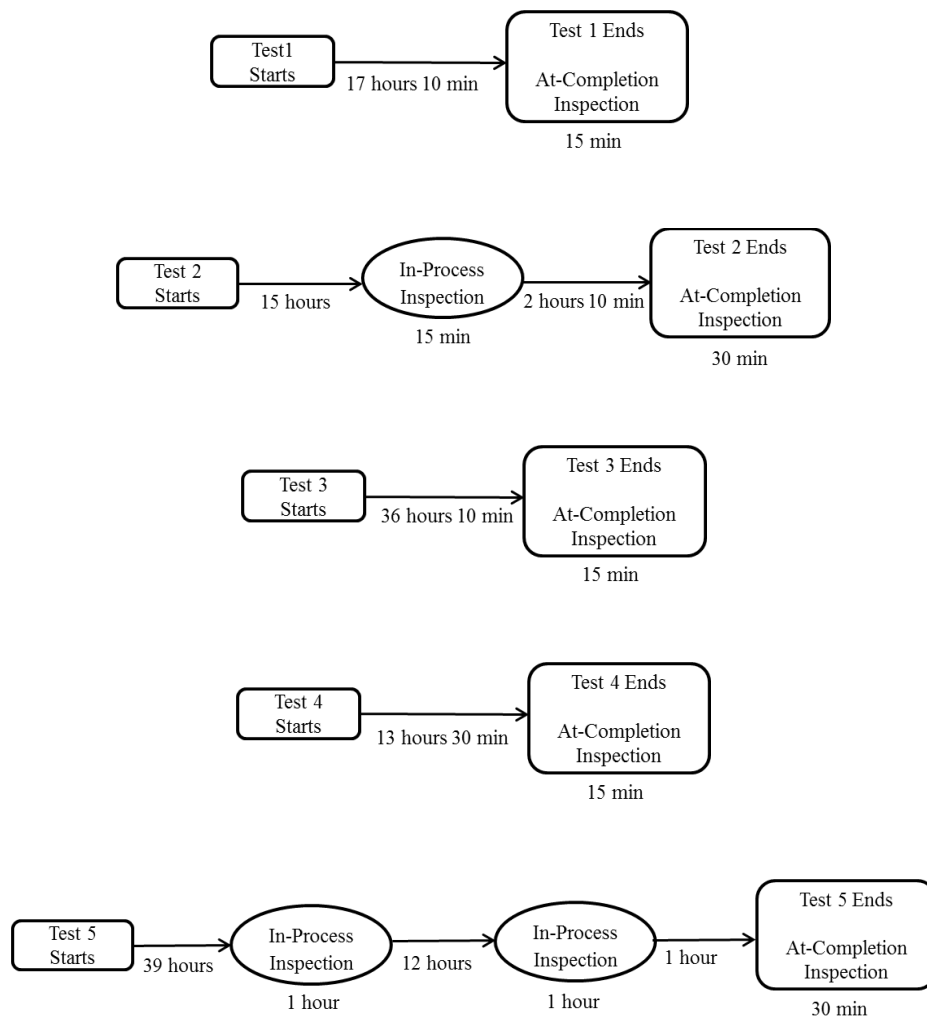 Test1
Starts
17 hours 10 min
Test 1 Ends
At-Completion
Inspection
15 min
Test 2
Starts
15 hours
In-Process
Inspection
15 min
2 hours 10 min
Test 2 Ends
At-Completion
Inspection
30 min
Test 3
Starts
36 hours 10 min
Test 3 Ends
At-Completion
Inspection
15 min
Test 4
Starts
13 hours 30 min
Test 4 Ends
At-Completion
Inspection
15 min
Test 5
Starts
39 hours
In-Process
Inspection
1 hour
12 hours
In-Process
Inspection
1 hour
1 hour
Test 5 Ends
At-Completion
Inspection
30 min